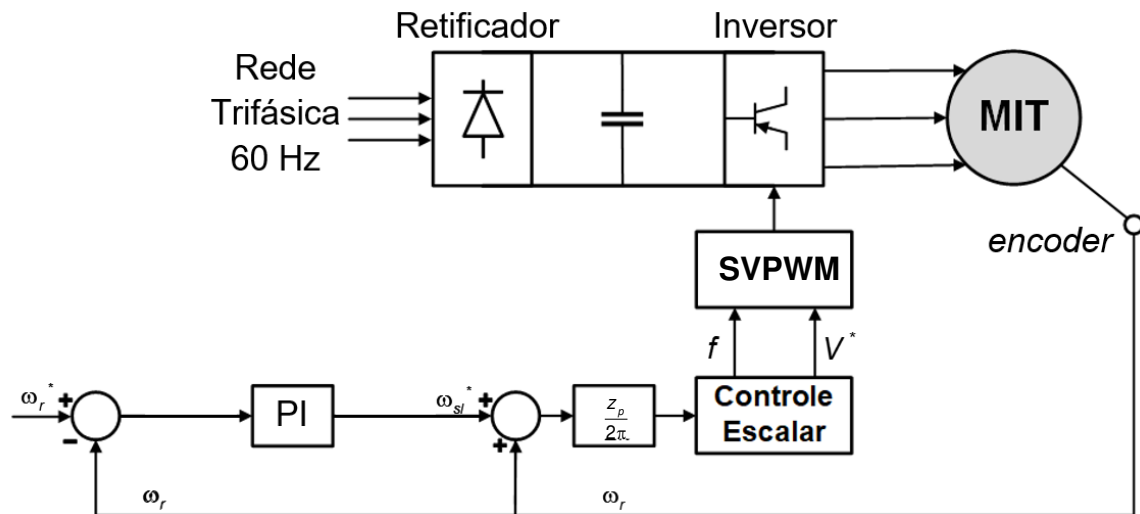 Retificador
Inversor
Rede
Trifásica
60 Hz
MIT
encoder
SVPWM
f
V*
ωr*
+
−
PI
ωsl*
+
+
zp
2π
Controle
Escalar
ωr
ωr